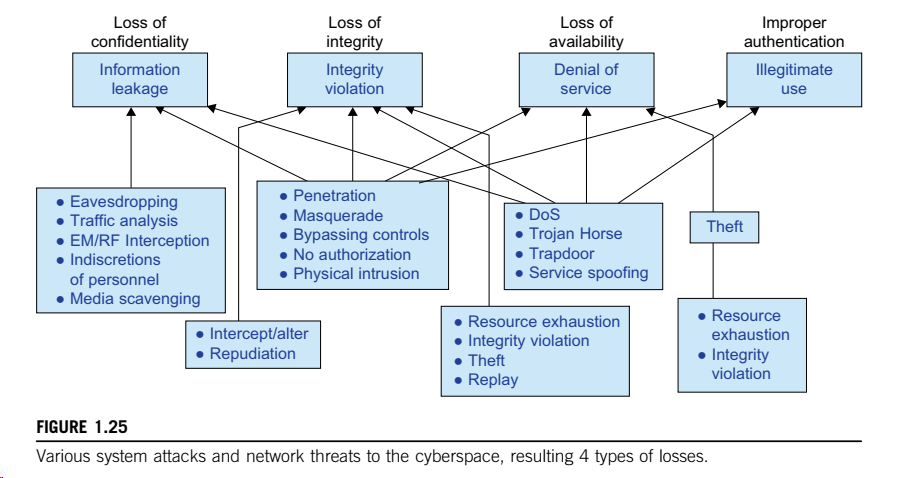 Loss of
confidentiality
Loss of
integrity
Loss of
availability
Improper
authentication
Information
leakage
Integrity
violation
Denial of
service
Illegitimate
use
● Eavesdropping
● Traffic analysis
● EM/RF Interception
● Indiscretions
of personnel
● Media scavenging
● Penetration
● Masquerade
● Bypassing controls
● No authorization
● Physical intrusion
● DoS
● Trojan Horse
● Trapdoor
● Service spoofing
Theft
● Intercept/alter
● Repudiation
● Resource exhaustion
● Integrity violation
● Theft
● Replay
● Resource
exhaustion
● Integrity
violation
FIGURE 1.25
Various system attacks and network threats to the cyberspace, resulting 4 types of losses.